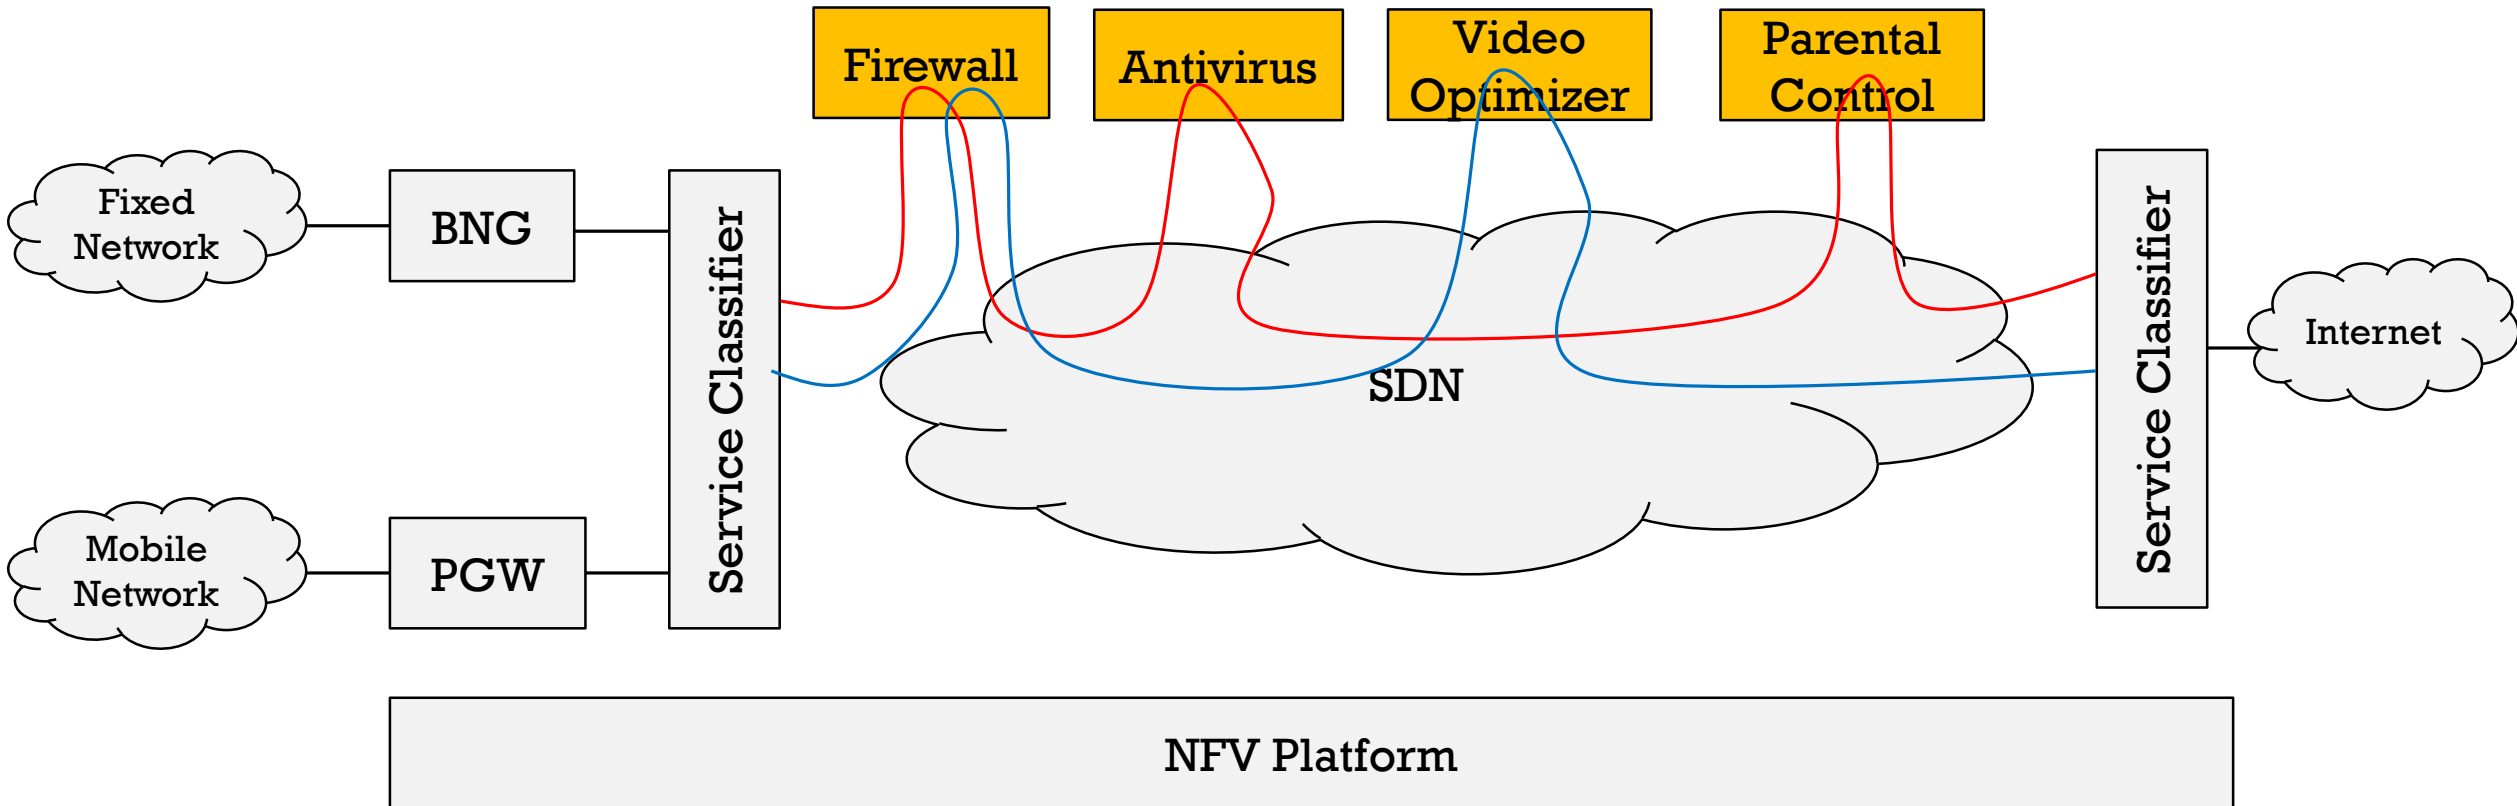 Firewall
Antivirus
Video
Optimizer
Parental
Control
Fixed
Network
BNG
Service Classifier
Mobile
Network
PGW
SDN
Service Classifier
Internet
NFV Platform